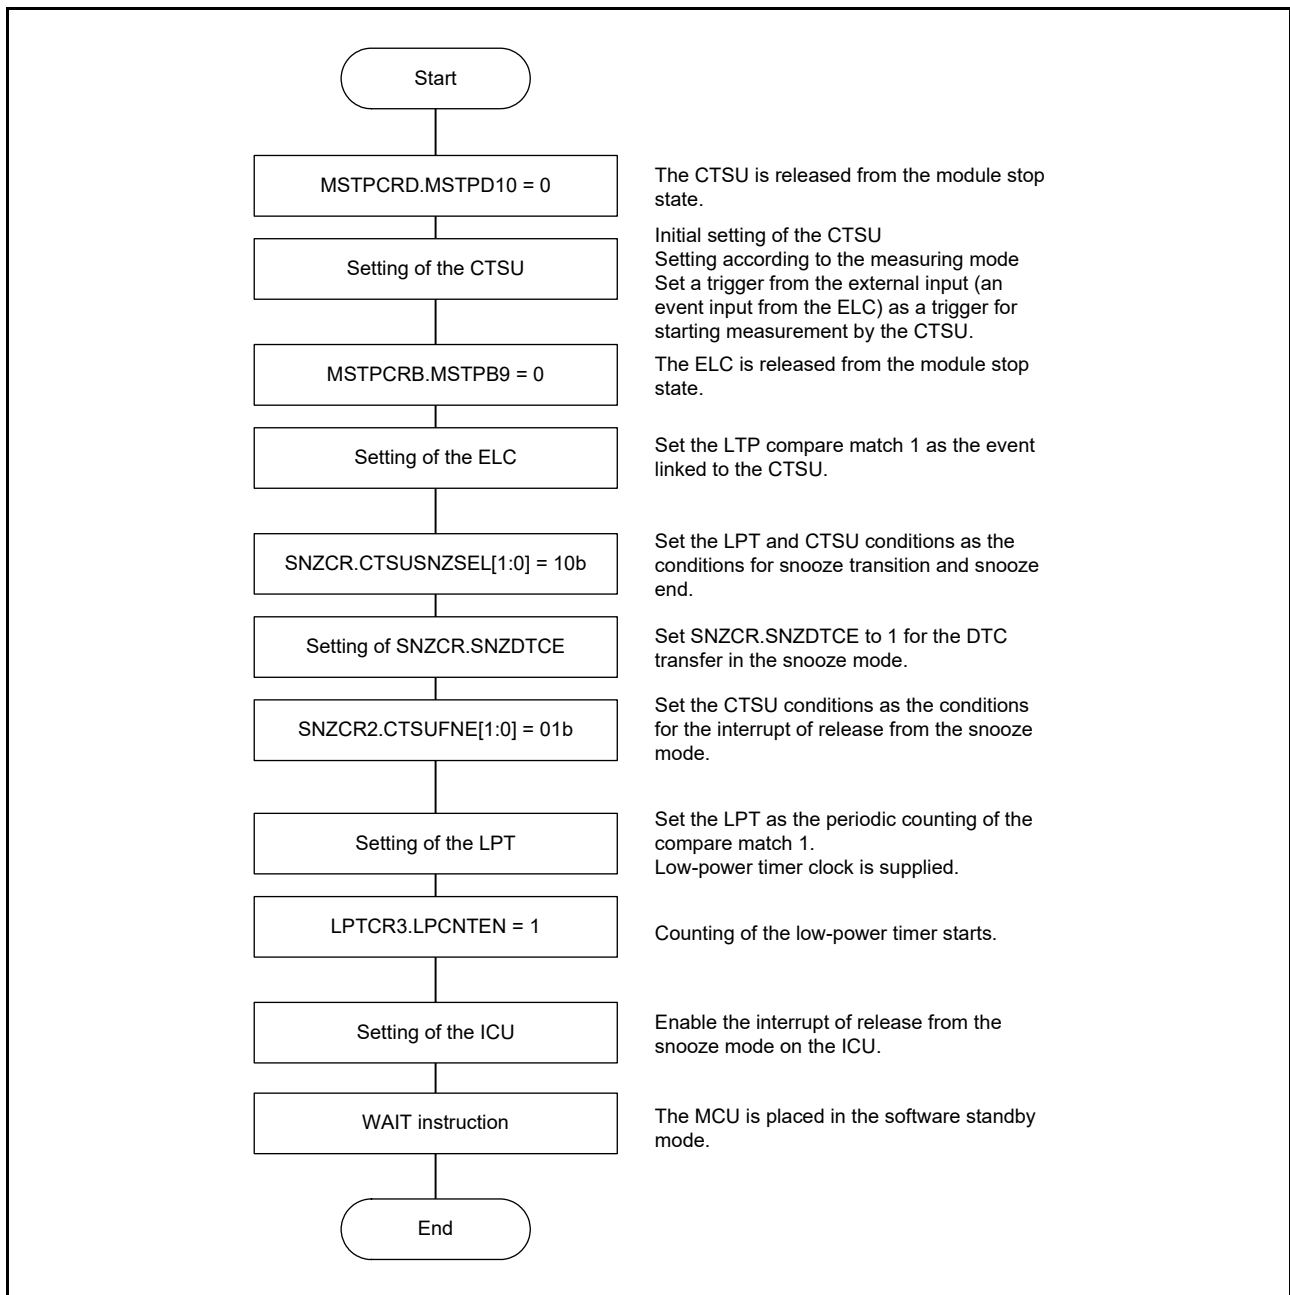 Start
MSTPCRD.MSTPD10 = 0
The CTSU is released from the module stop
state.
Setting of the CTSU
Initial setting of the CTSU
Setting according to the measuring mode
Set a trigger from the external input (an
event input from the ELC) as a trigger for
starting measurement by the CTSU.
MSTPCRB.MSTPB9 = 0
The ELC is released from the module stop
state.
Setting of the ELC
Set the LTP compare match 1 as the event
linked to the CTSU.
SNZCR.CTSUSNZSEL[1:0] = 10b
Set the LPT and CTSU conditions as the
conditions for snooze transition and snooze
end.
Setting of SNZCR.SNZDTCE
Set SNZCR.SNZDTCE to 1 for the DTC
transfer in the snooze mode.
SNZCR2.CTSUFNE[1:0] = 01b
Set the CTSU conditions as the conditions
for the interrupt of release from the snooze
mode.
Setting of the LPT
Set the LPT as the periodic counting of the
compare match 1.
Low-power timer clock is supplied.
LPTCR3.LPCNTEN = 1
Counting of the low-power timer starts.
Setting of the ICU
Enable the interrupt of release from the
snooze mode on the ICU.
WAIT instruction
The MCU is placed in the software standby
mode.
End